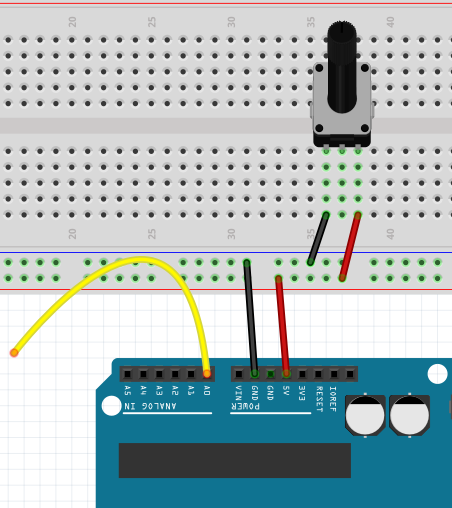 20 25 30 35 40
20 25 30 35 40
A5 A4 A3 A2 A1 A0 VIN GND GND 5V 3V3 RESET IOREF
ANALOG IN POWER